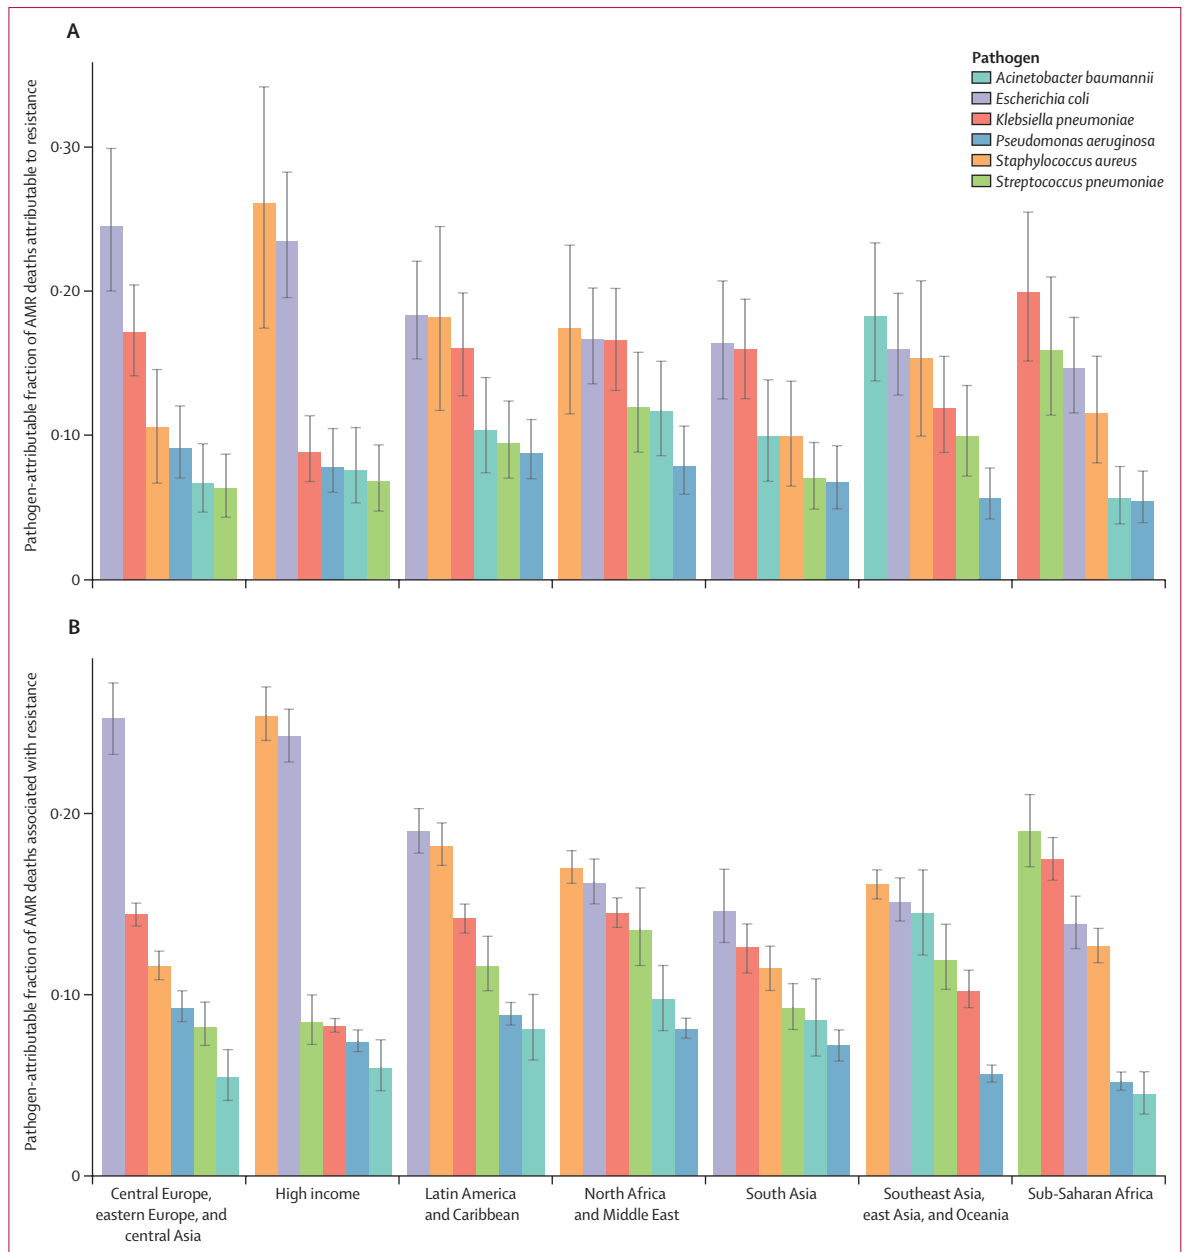 A
Pathogen-attributable fraction of AMR deaths attributable to resistance
0·30
0·20
0·10
0
Pathogen
Acinetobacter baumannii
Escherichia coli
Klebsiella pneumoniae
Pseudomonas aeruginosa
Staphylococcus aureus
Streptococcus pneumoniae
B
Pathogen-attributable fraction of AMR deaths associated with resistance
0·20
0·10
0
Central Europe,
eastern Europe, and
central Asia
High income
Latin America
and Caribbean
North Africa
and Middle East
South Asia
Southeast Asia,
east Asia, and Oceania
Sub-Saharan Africa